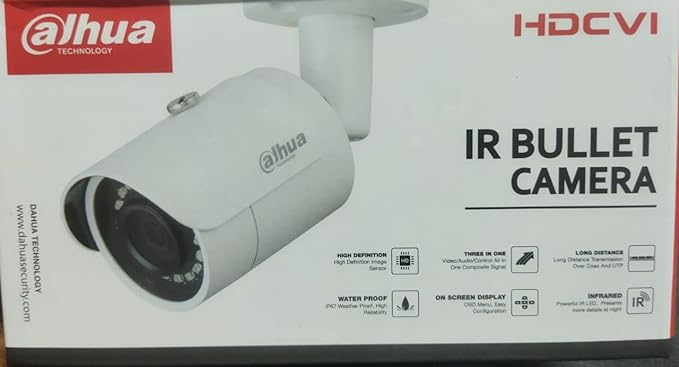 alhua
TECHNOLOGY
HDCVI
alhua
IR BULLET
CAMERA
DAHUA TECHNOLOGY
www.dahuasecurity.com
HIGH DEFINITION
High Definition Image
Sensor
HD
THREE IN ONE
Video/Audio/Control All In
One Composite Signal
LONG DISTANCE
Long Distance Transmission
Over Coax And UTP
WATER PROOF
IP67 Weather Proof, High
Reliability
ON SCREEN DISPLAY
OSD Menu, Easy
Configuration
INFRARED
Powerful IR LED, Presents
more details at night
IR